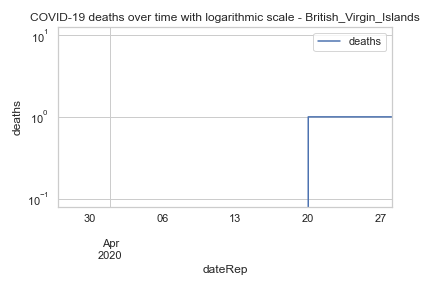 COVID-19 deaths over time with logarithmic scale - British_Virgin_Islands
deaths
deaths
10¹
10⁰
10⁻¹
30 06 13 20 27
Apr
2020
dateRep